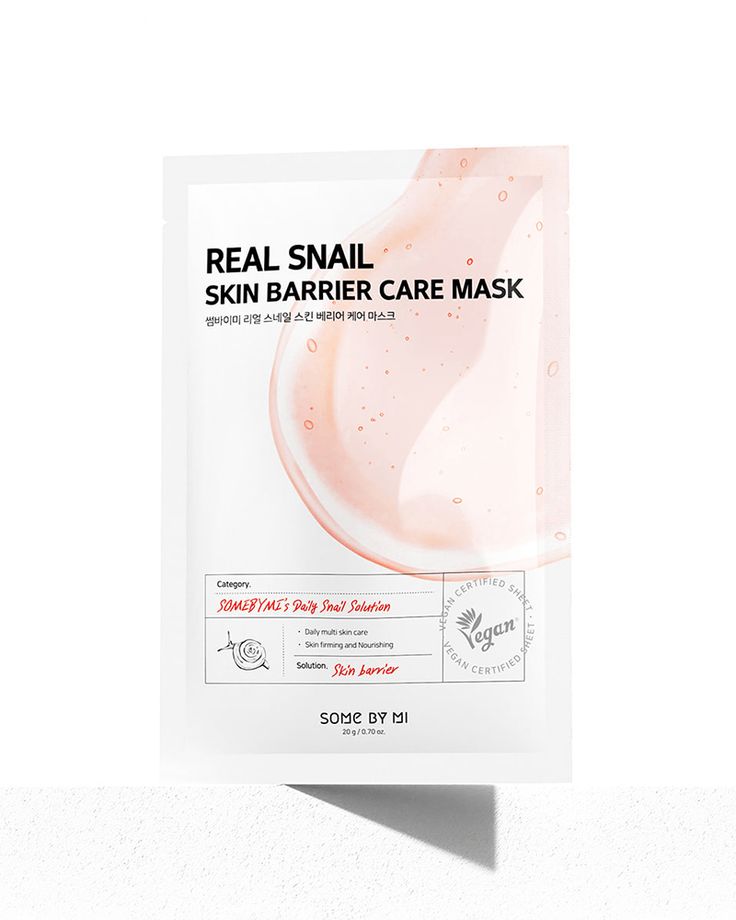 REAL SNAIL
SKIN BARRIER CARE MASK
썸바이미 리얼 스네일 스킨 베리어 케어 마스크
Category.
SOMEBYMI's Daily Snail Solution
• Daily multi skin care
• Skin firming and Nourishing
Solution. Skin barrier
VEGAN CERTIFIED SHEET •
Vegan®
VEGAN CERTIFIED SHEET •
SOME BY MI
20 g / 0.70 oz.